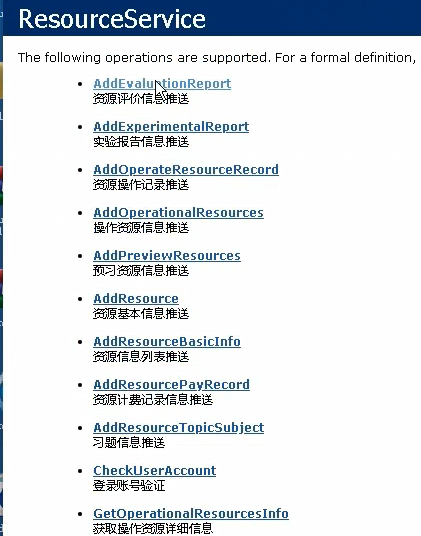 ResourceService
The following operations are supported. For a formal definition,
AddEvaluationReport
资源评价信息推送
AddExperimentalReport
实验报告信息推送
AddOperateResourceRecord
资源操作记录推送
AddOperationalResources
操作资源信息推送
AddPreviewResources
预习资源信息推送
AddResource
资源基本信息推送
AddResourceBasicInfo
资源信息列表推送
AddResourcePayRecord
资源计费记录信息推送
AddResourceTopicSubject
习题信息推送
CheckUserAccount
登录账号验证
GetOperationalResourcesInfo
获取操作资源详细信息